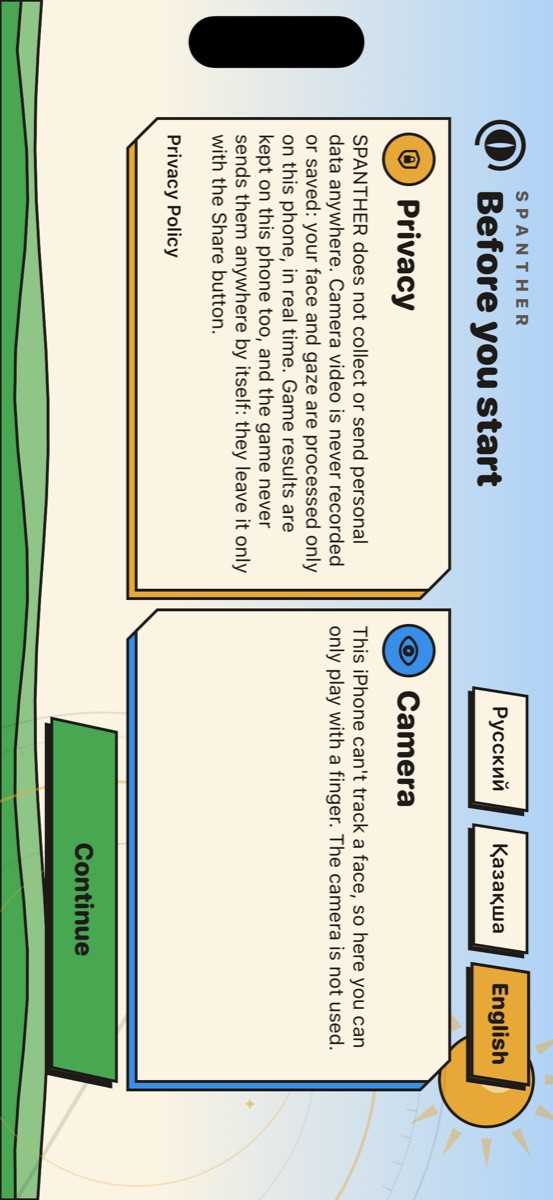 SPANTHER
Before you start
Русский
Қазақша
English
Privacy
SPANTHER does not collect or send personal
data anywhere. Camera video is never recorded
or saved: your face and gaze are processed only
on this phone, in real time. Game results are
kept on this phone too, and the game never
sends them anywhere by itself: they leave it only
with the Share button.
Privacy Policy
Camera
This iPhone can't track a face, so here you can
only play with a finger. The camera is not used.
Continue